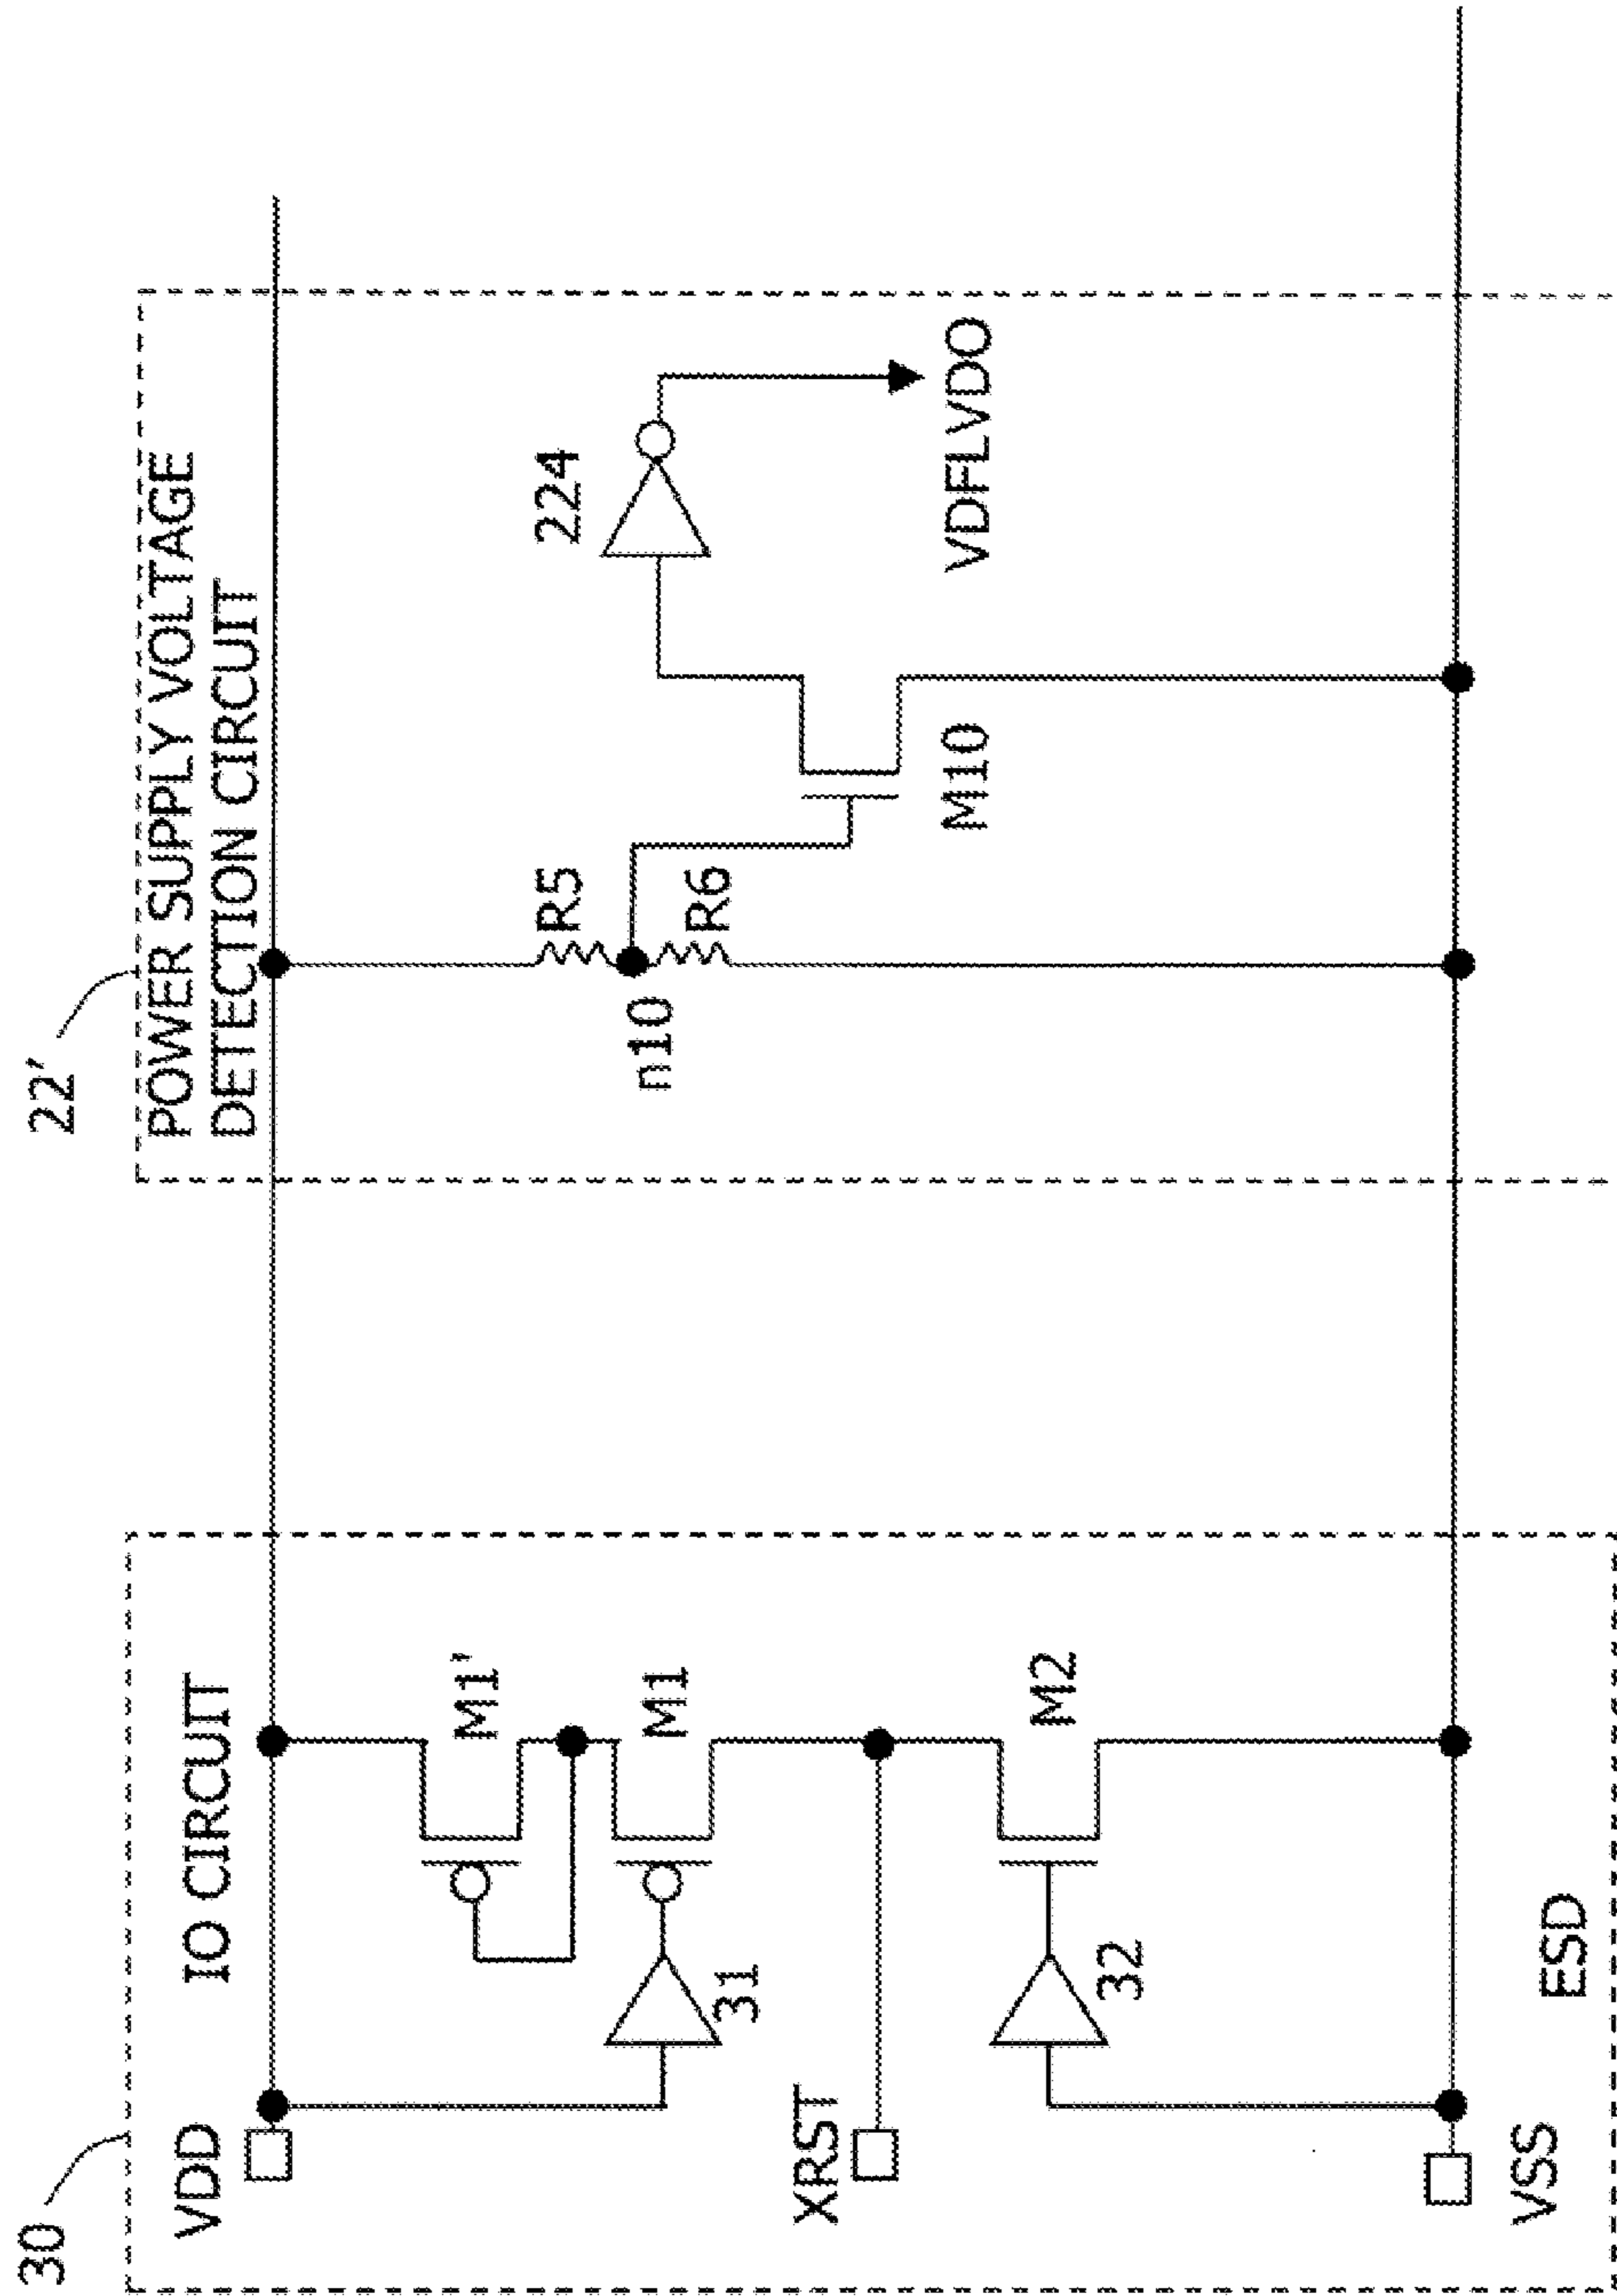 30
IO CIRCUIT
VDD
M1'
M1
31
XRST
M2
32
VSS
ESD
22'
POWER SUPPLY VOLTAGE
DETECTION CIRCUIT
R5
n10
R6
M10
224
VDFLVDO